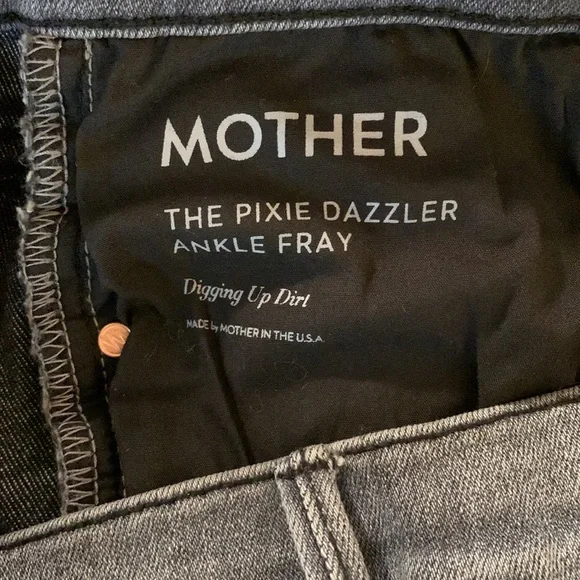 MOTHER
THE PIXIE DAZZLER
ANKLE FRAY
Digging Up Dirt
MADE by MOTHER IN THE U.S.A.